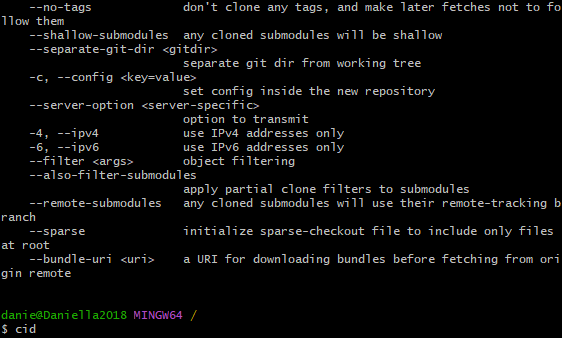 --no-tags don't clone any tags, and make later fetches not to fo
llow them
--shallow-submodules any cloned submodules will be shallow
--separate-git-dir <gitdir>
separate git dir from working tree
-c, --config <key=value>
set config inside the new repository
--server-option <server-specific>
option to transmit
-4, --ipv4 use IPv4 addresses only
-6, --ipv6 use IPv6 addresses only
--filter <args> object filtering
--also-filter-submodules
apply partial clone filters to submodules
--remote-submodules any cloned submodules will use their remote-tracking b
ranch
--sparse initialize sparse-checkout file to include only files
at root
--bundle-uri <uri> a URI for downloading bundles before fetching from ori
gin remote
danie@Daniella2018 MINGW64 /
$ cid